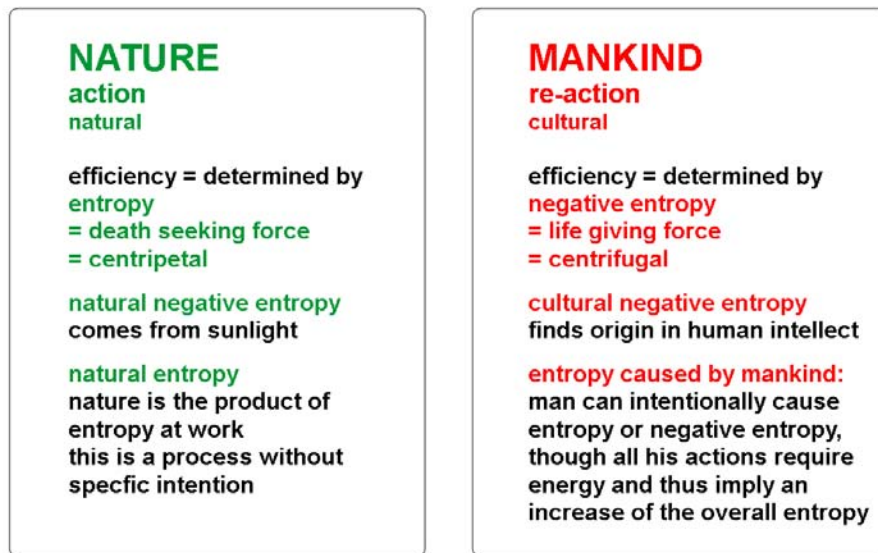 NATURE
action
natural
efficiency = determined by
entropy
= death seeking force
= centripetal
natural negative entropy
comes from sunlight
natural entropy
nature is the product of
entropy at work
this is a process without
specfic intention
MANKIND
re-action
cultural
efficiency = determined by
negative entropy
= life giving force
= centrifugal
cultural negative entropy
finds origin in human intellect
entropy caused by mankind:
man can intentionally cause
entropy or negative entropy,
though all his actions require
energy and thus imply an
increase of the overall entropy